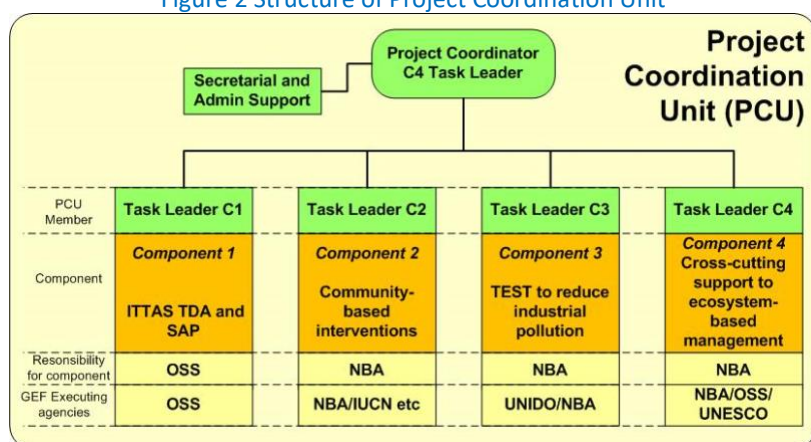 Figure 2 Structure of Project Coordination Unit
Project Coordinator
C4 Task Leader
Secretarial and
Admin Support
Project
Coordination
Unit (PCU)
PCU
Member
Task Leader C1
Task Leader C2
Task Leader C3
Task Leader C4
Component
Component 1
ITTAS TDA and
SAP
Component 2
Community-
based
interventions
Component 3
TEST to reduce
industrial
pollution
Component 4
Cross-cutting
support to
ecosystem-
based
management
Resonsibility
for component
OSS
NBA
NBA
NBA
GEF Executing
agencies
OSS
NBA/IUCN etc
UNIDO/NBA
NBA/OSS/
UNESCO